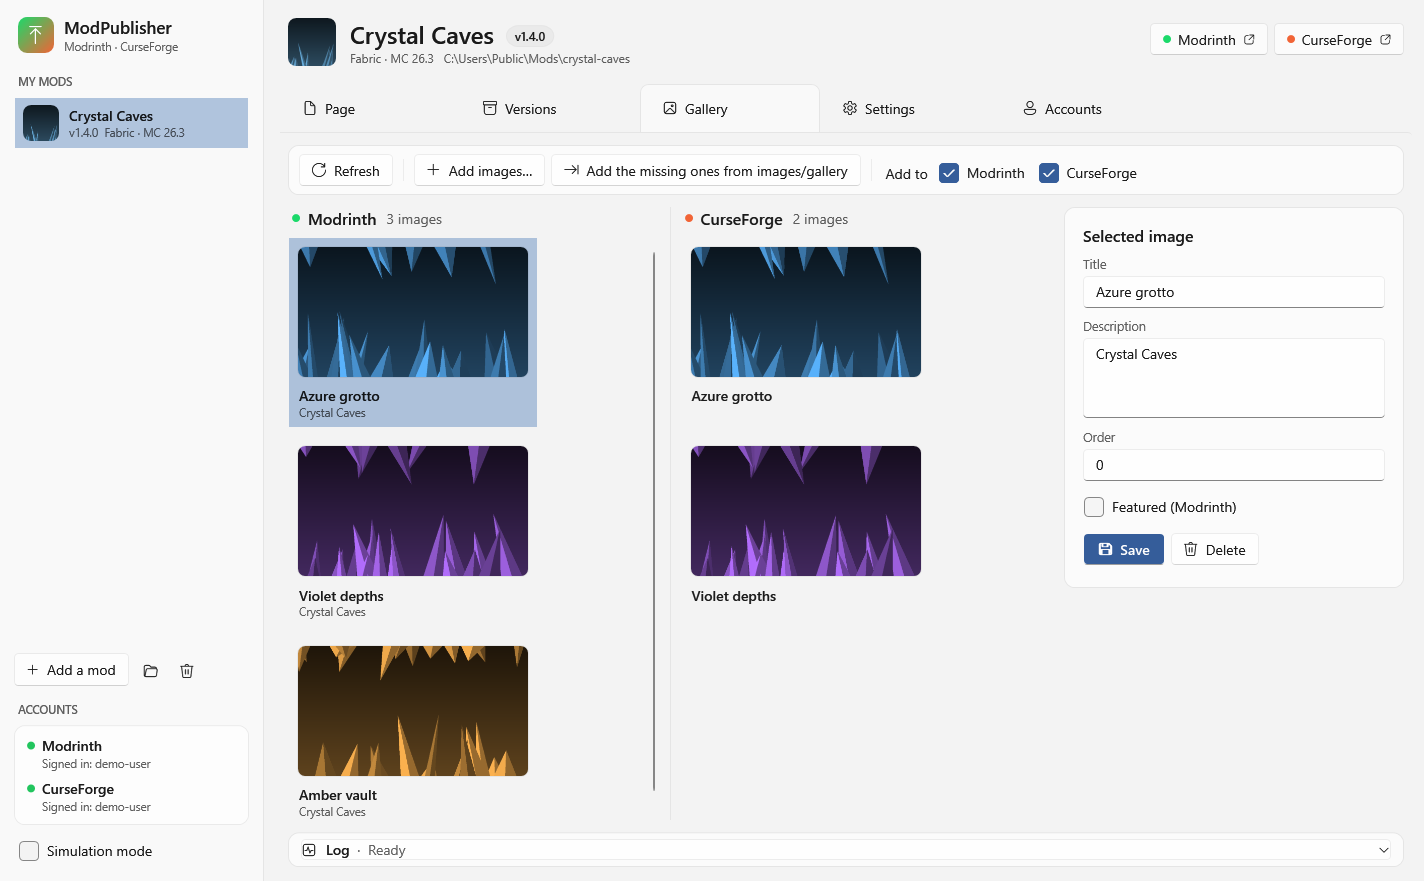 ModPublisher
Modrinth · CurseForge
MY MODS
Crystal Caves
v1.4.0 Fabric · MC 26.3
Add a mod
ACCOUNTS
Modrinth
Signed in: demo-user
CurseForge
Signed in: demo-user
Simulation mode
Crystal Caves v1.4.0
Fabric · MC 26.3 C:\Users\Public\Mods\crystal-caves
Modrinth CurseForge
Page Versions Gallery Settings Accounts
Refresh Add images... Add the missing ones from images/gallery Add to Modrinth CurseForge
Modrinth 3 images
Azure grotto
Crystal Caves
Violet depths
Crystal Caves
Amber vault
Crystal Caves
CurseForge 2 images
Azure grotto
Violet depths
Selected image
Title
Azure grotto
Description
Crystal Caves
Order
0
Featured (Modrinth)
Save Delete
Log · Ready